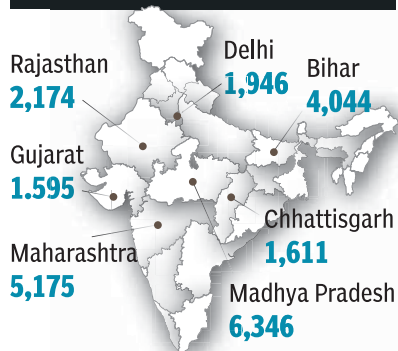 Delhi
1,946
Rajasthan
2,174
Bihar
4,044
Gujarat
1.595
Chhattisgarh
1,611
Maharashtra
5,175
Madhya Pradesh
6,346